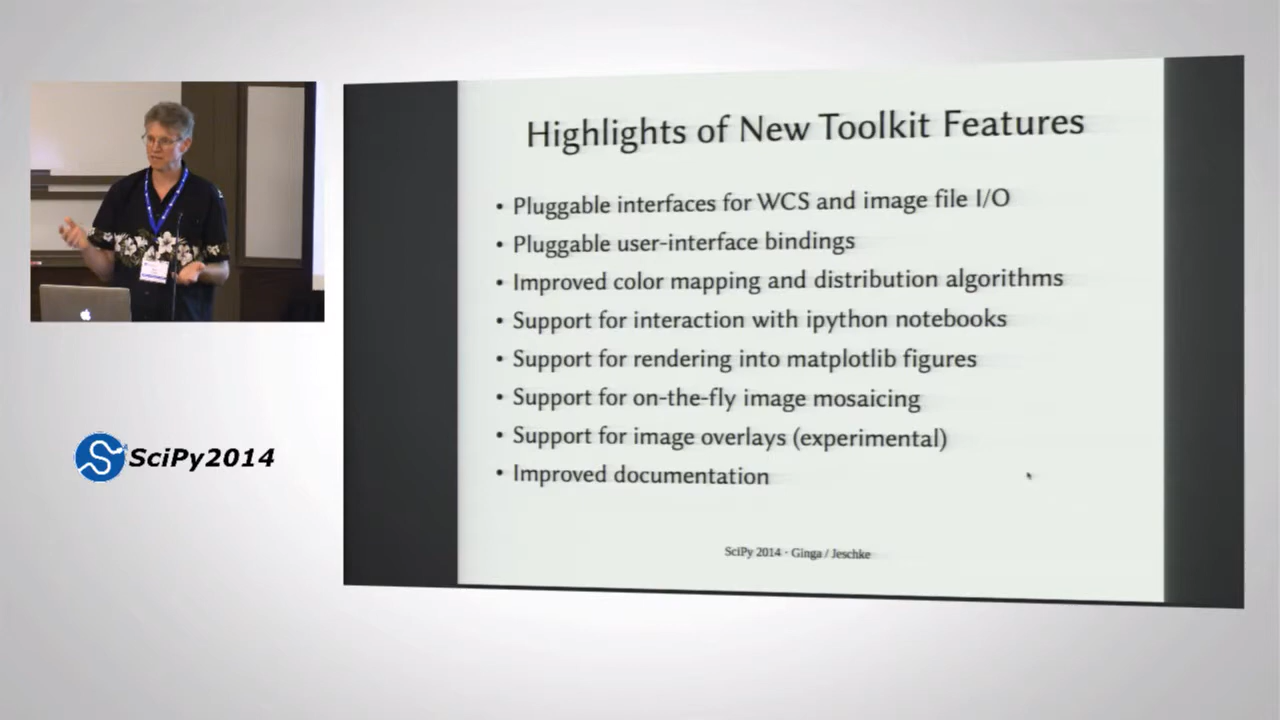 Highlights of New Toolkit Features
• Pluggable interfaces for WCS and image file I/O
• Pluggable user-interface bindings
• Improved color mapping and distribution algorithms
• Support for interaction with ipython notebooks
• Support for rendering into matplotlib figures
• Support for on-the-fly image mosaicing
• Support for image overlays (experimental)
• Improved documentation
SciPy 2014 · Ginga / Jeschke
SciPy2014